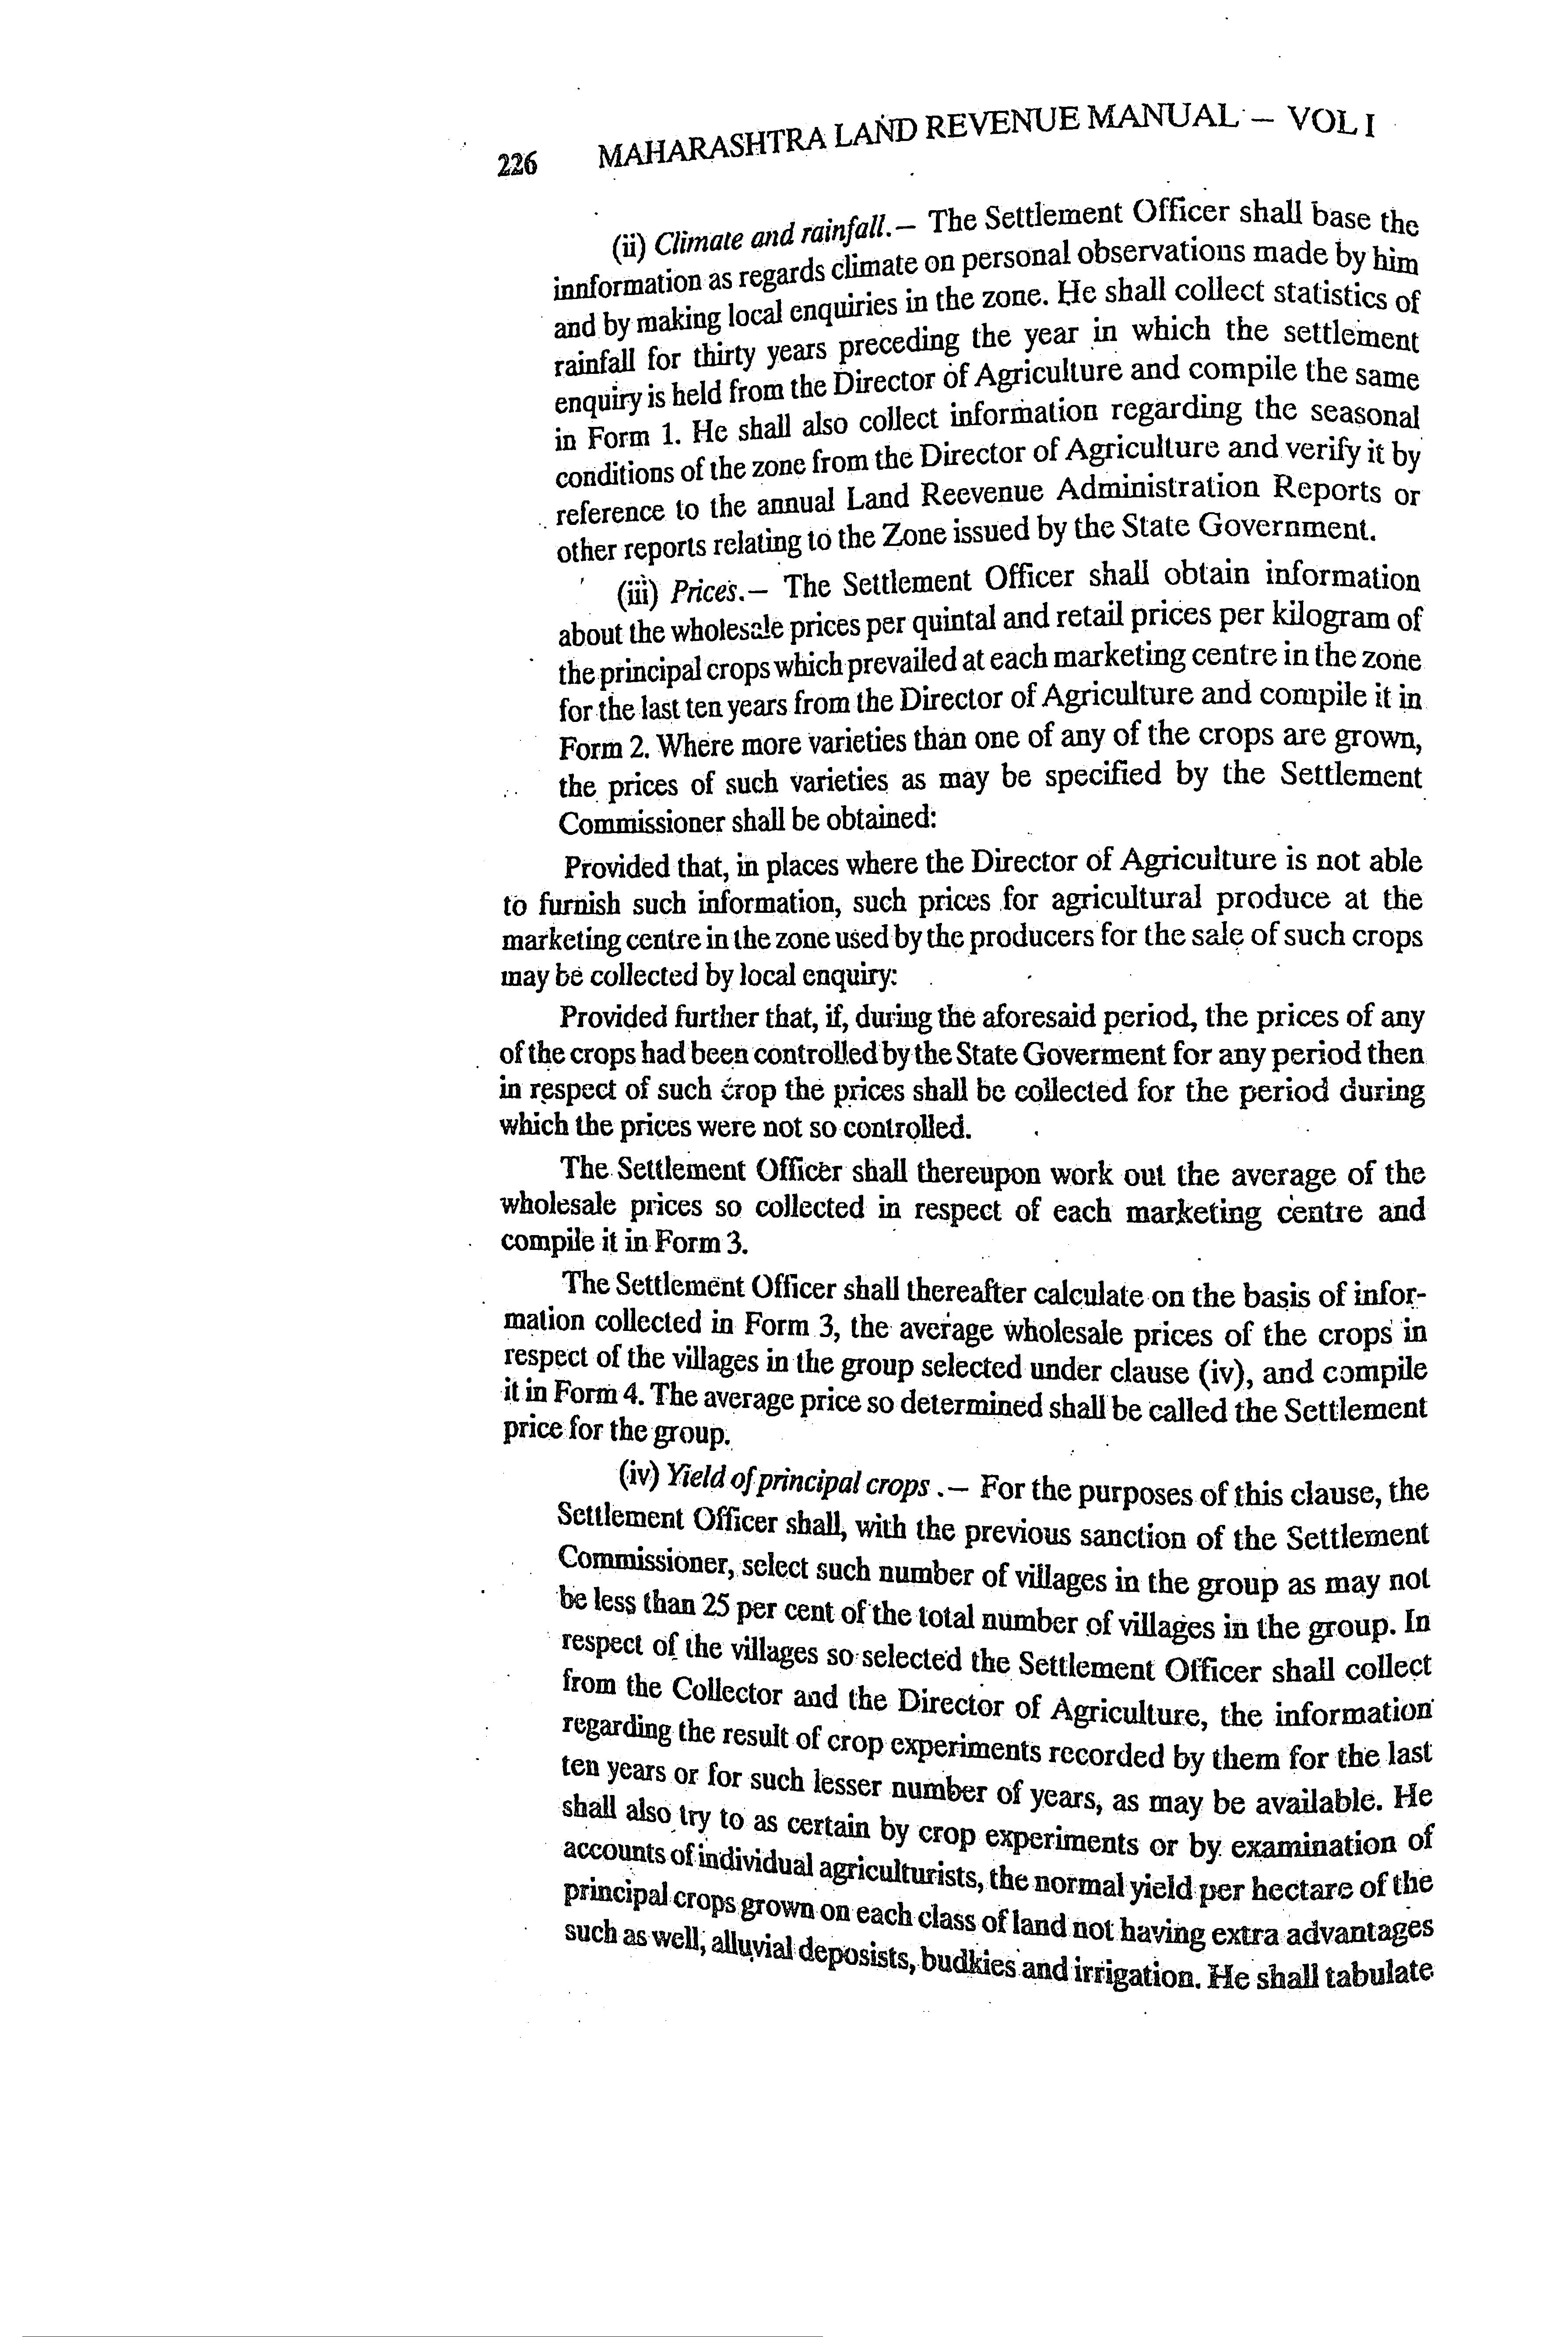 226 MAHARASHTRA LAND REVENUE MANUAL – VOL I
(ii) Climate and rainfall.– The Settlement Officer shall base the
innformation as regards climate on personal observations made by him
and by making local enquiries in the zone. He shall collect statistics of
rainfall for thirty years preceding the year in which the settlement
enquiry is held from the Director of Agriculture and compile the same
in Form 1. He shall also collect information regarding the seasonal
conditions of the zone from the Director of Agriculture and verify it by
reference to the annual Land Reevenue Administration Reports or
other reports relating to the Zone issued by the State Government.
(iii) Prices.– The Settlement Officer shall obtain information
about the wholesale prices per quintal and retail prices per kilogram of
the principal crops which prevailed at each marketing centre in the zone
for the last ten years from the Director of Agriculture and compile it in
Form 2. Where more varieties than one of any of the crops are grown,
the prices of such varieties as may be specified by the Settlement
Commissioner shall be obtained:
Provided that, in places where the Director of Agriculture is not able
to furnish such information, such prices for agricultural produce at the
marketing centre in the zone used by the producers for the sale of such crops
may be collected by local enquiry:
Provided further that, if, during the aforesaid period, the prices of any
of the crops had been controlled by the State Goverment for any period then
in respect of such crop the prices shall be collected for the period during
which the prices were not so controlled.
The Settlement Officer shall thereupon work out the average of the
wholesale prices so collected in respect of each marketing centre and
compile it in Form 3.
The Settlement Officer shall thereafter calculate on the basis of infor-
mation collected in Form 3, the average wholesale prices of the crops in
respect of the villages in the group selected under clause (iv), and compile
it in Form 4. The average price so determined shall be called the Settlement
price for the group.
(iv) Yield of principal crops .– For the purposes of this clause, the
Settlement Officer shall, with the previous sanction of the Settlement
Commissioner, select such number of villages in the group as may not
be less than 25 per cent of the total number of villages in the group. In
respect of the villages so selected the Settlement Officer shall collect
from the Collector and the Director of Agriculture, the information
regarding the result of crop experiments recorded by them for the last
ten years or for such lesser number of years, as may be available. He
shall also try to as certain by crop experiments or by examination of
accounts of individual agriculturists, the normal yield per hectare of the
principal crops grown on each class of land not having extra advantages
such as well, alluvial deposists, budkies and irrigation. He shall tabulate